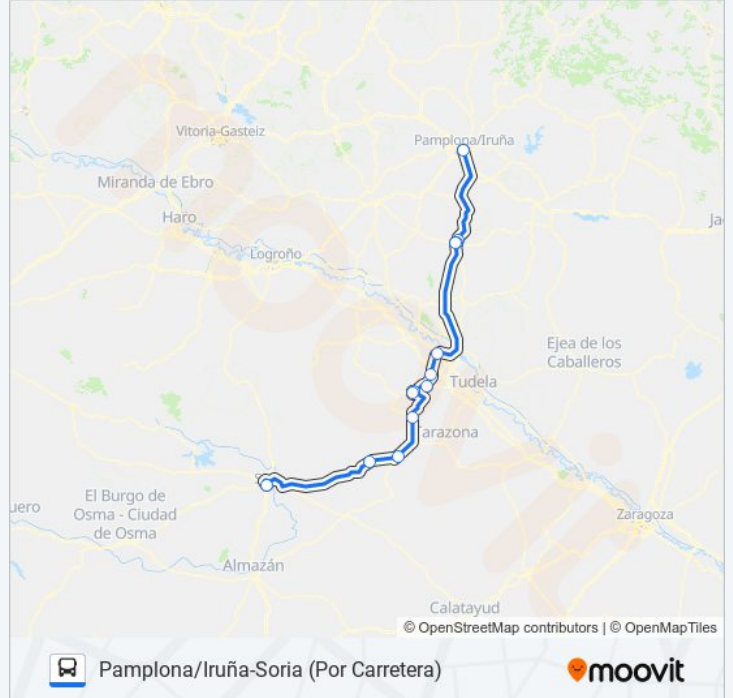 Vitoria-Gasteiz
Pamplona/Iruña
Miranda de Ebro
Haro
Ja
Logroño
Ejea de los
Caballeros
Tudela
Tarazona
S
El Burgo de
Osma - Ciudad
de Osma
uero
Zaragoza
Almazán
Calatayud
© OpenStreetMap contributors | © OpenMapTiles
Pamplona/Iruña-Soria (Por Carretera)
moovit
moovit